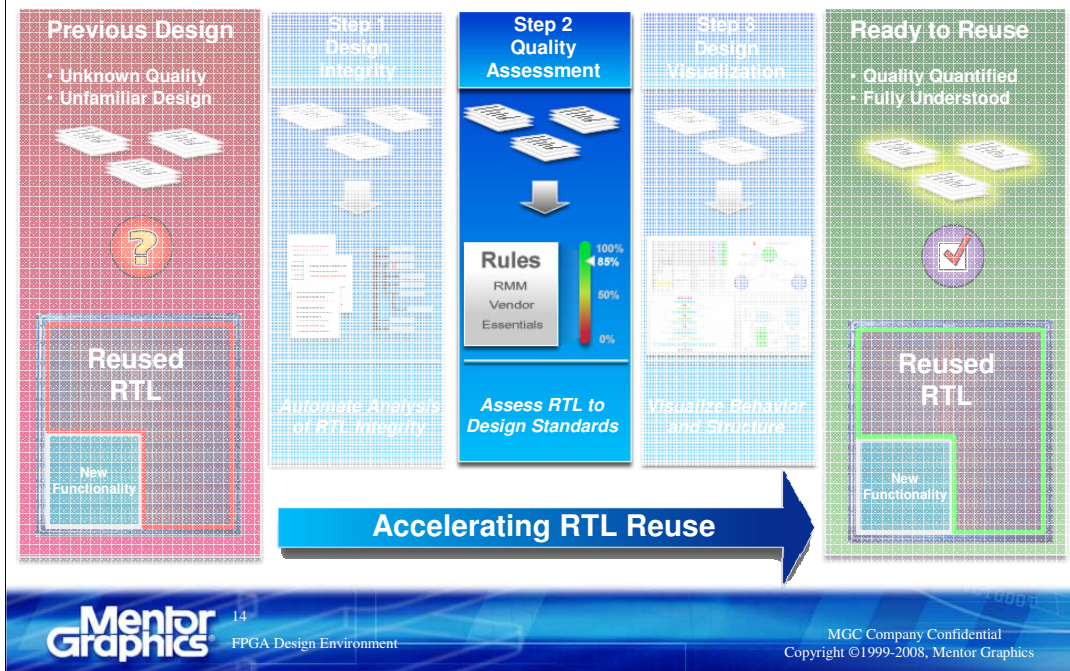 Previous Design
• Unknown Quality
• Unfamiliar Design
Reused
RTL
New
Functionality
Step 1
Design
Integrity
Automate Analysis
of RTL Integrity
Step 2
Quality
Assessment
Rules
RMM
Vendor
Essentials
100%
85%
50%
0%
Assess RTL to
Design Standards
Step 3
Design
Visualization
Visualize Behavior
and Structure
Ready to Reuse
• Quality Quantified
• Fully Understood
Reused
RTL
New
Functionality
Accelerating RTL Reuse
Mentor
Graphics®
14
FPGA Design Environment
MGC Company Confidential
Copyright ©1999-2008, Mentor Graphics